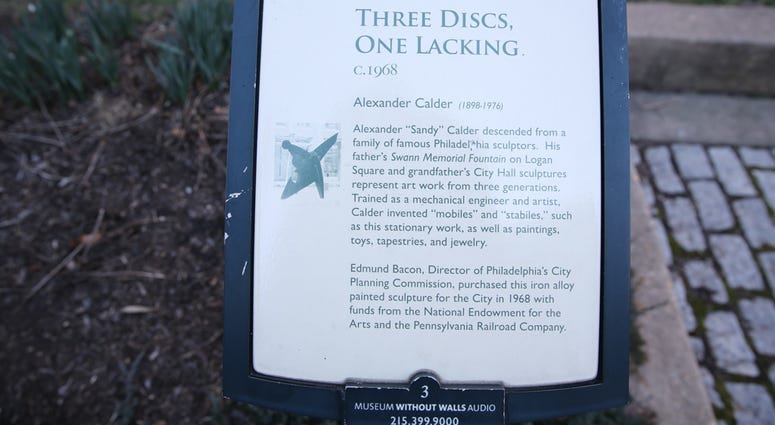 THREE DISCS,
ONE LACKING.
c.1968
Alexander Calder (1898-1976)
Alexander "Sandy" Calder descended from a
family of famous Philadelphia sculptors. His
father's Swann Memorial Fountain on Logan
Square and grandfather's City Hall sculptures
represent art work from three generations.
Trained as a mechanical engineer and artist,
Calder invented "mobiles" and "stabiles," such
as this stationary work, as well as paintings,
toys, tapestries, and jewelry.
Edmund Bacon, Director of Philadelphia's City
Planning Commission, purchased this iron alloy
painted sculpture for the City in 1968 with
funds from the National Endowment for the
Arts and the Pennsylvania Railroad Company.
3
MUSEUM WITHOUT WALLS AUDIO
215.399.9000